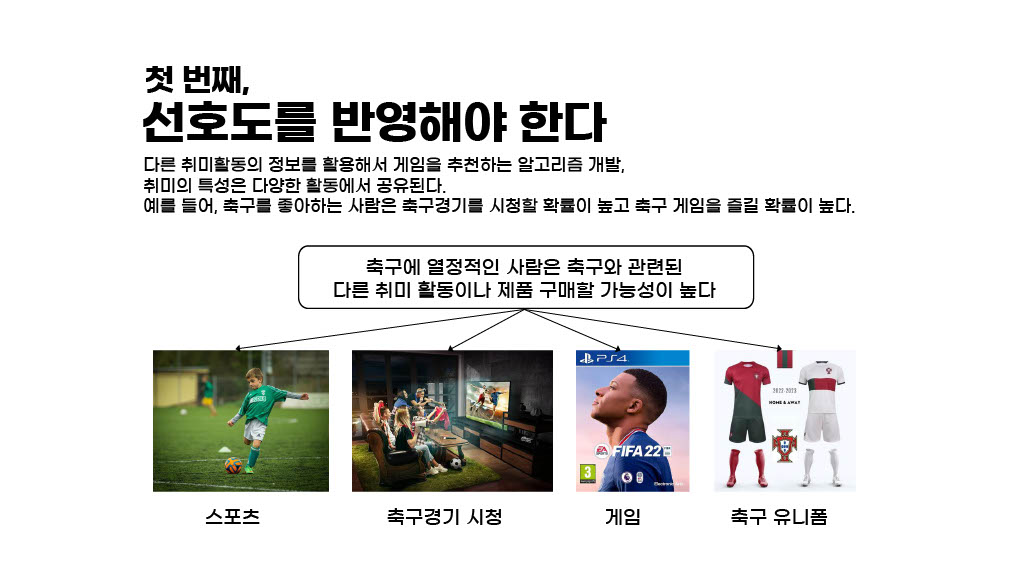 첫 번째,
선호도를 반영해야 한다
다른 취미활동의 정보를 활용해서 게임을 추천하는 알고리즘 개발,
취미의 특성은 다양한 활동에서 공유된다.
예를 들어, 축구를 좋아하는 사람은 축구경기를 시청할 확률이 높고 축구 게임을 즐길 확률이 높다.
축구에 열정적인 사람은 축구와 관련된
다른 취미 활동이나 제품 구매할 가능성이 높다
PS4
EA SPORTS FIFA 22
3
2022-2023
HOME & AWAY
스포츠
축구경기 시청
게임
축구 유니폼